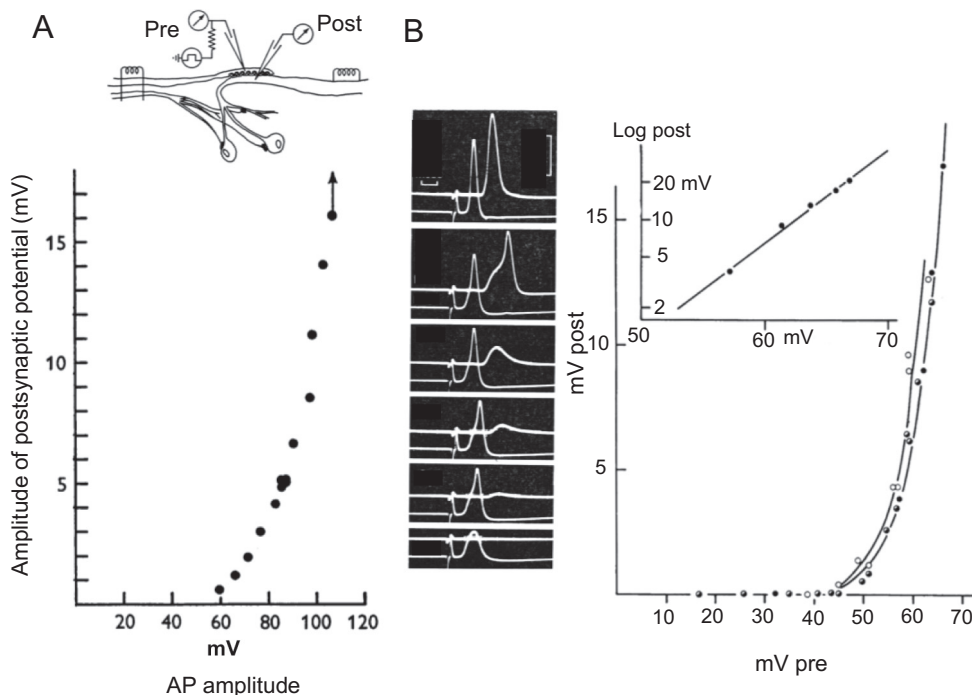 A
Pre
Post
Amplitude of postsynaptic potential (mV)
15
10
5
20 40 60 80 100 120
mV
AP amplitude
B
Log post
20 mV
10
5
2
50 60 mV 70
mV post
15
10
5
10 20 30 40 50 60 70
mV pre